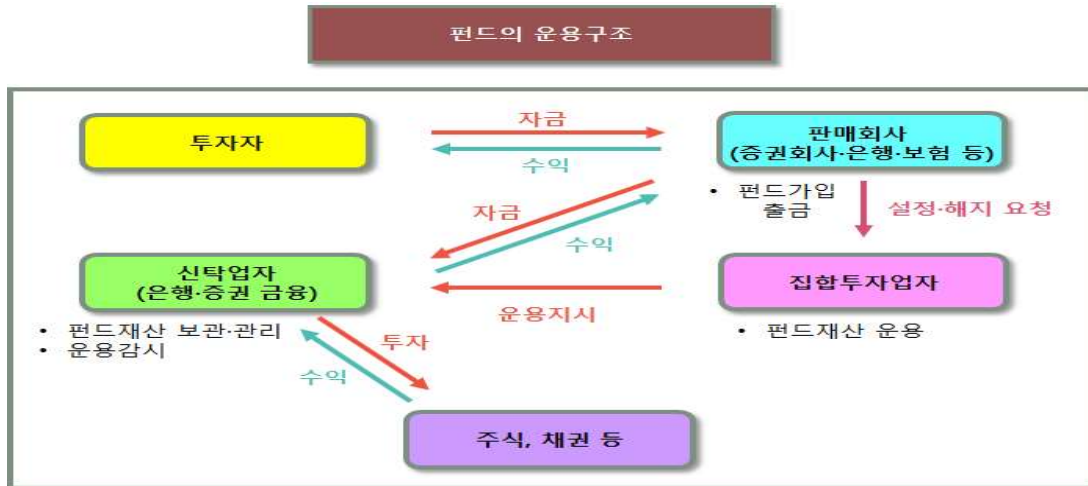 펀드의 운용구조
투자자
자금
수익
판매회사
(증권회사·은행·보험 등)
• 펀드가입
출금
설정·해지 요청
자금
수익
신탁업자
(은행·증권 금융)
• 펀드재산 보관·관리
• 운용감시
운용지시
집합투자업자
• 펀드재산 운용
투자
수익
주식, 채권 등